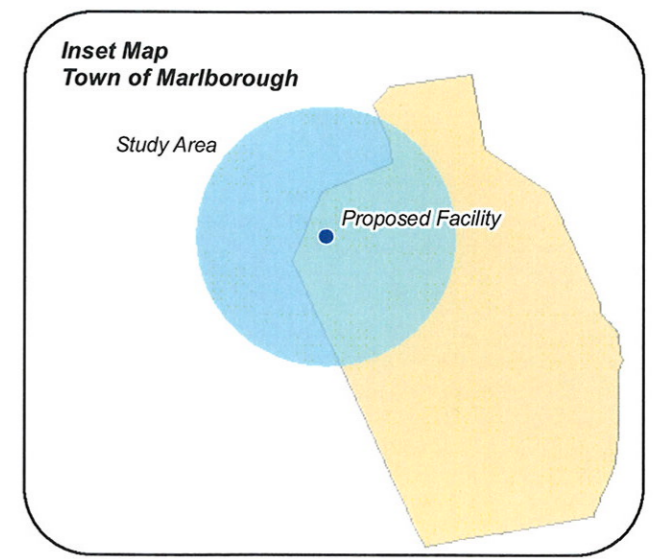 Inset Map
Town of Marlborough
Study Area
Proposed Facility